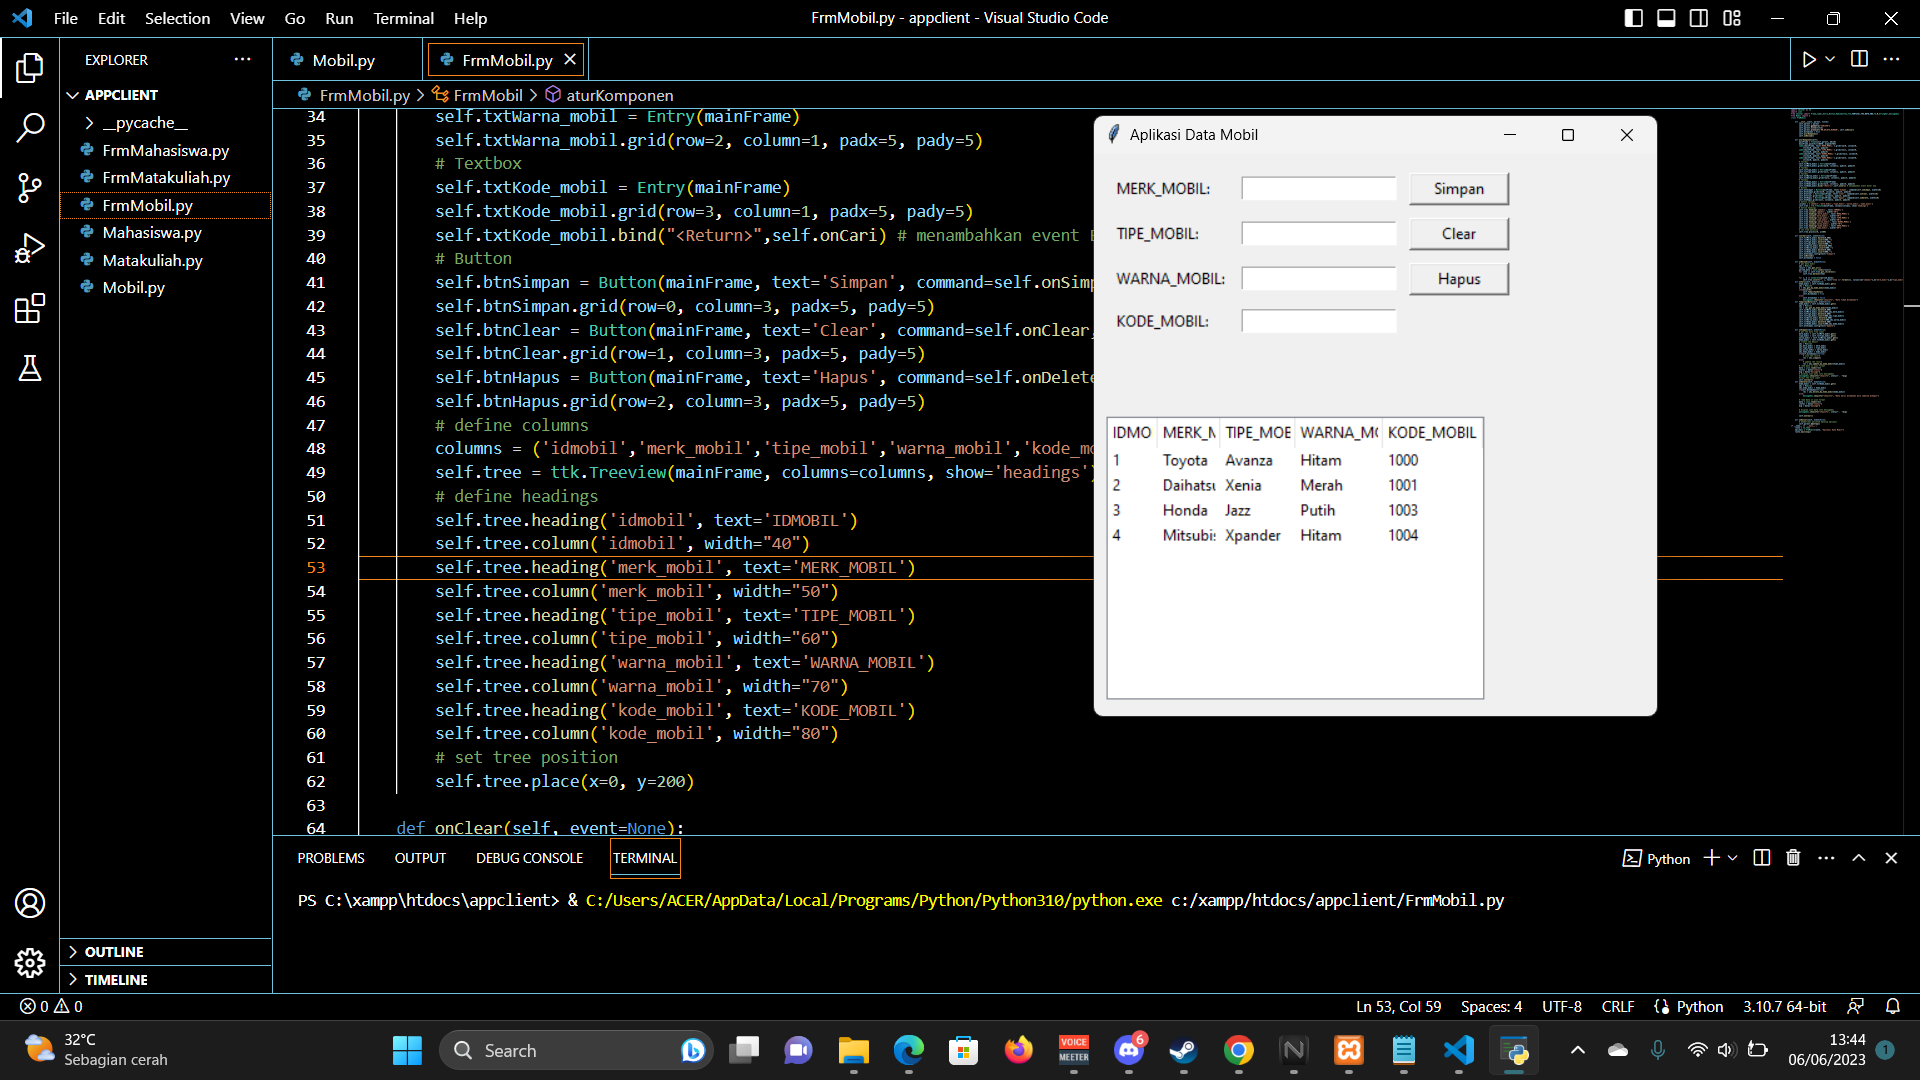 File Edit Selection View Go Run Terminal Help
FrmMobil.py - appclient - Visual Studio Code
EXPLORER
APPCLIENT
__pycache__
FrmMahasiswa.py
FrmMatakuliah.py
FrmMobil.py
Mahasiswa.py
Matakuliah.py
Mobil.py
OUTLINE
TIMELINE
Mobil.py
FrmMobil.py
FrmMobil.py > FrmMobil > aturKomponen
34 self.txtWarna_mobil = Entry(mainFrame)
35 self.txtWarna_mobil.grid(row=2, column=1, padx=5, pady=5)
36 # Textbox
37 self.txtKode_mobil = Entry(mainFrame)
38 self.txtKode_mobil.grid(row=3, column=1, padx=5, pady=5)
39 self.txtKode_mobil.bind("<Return>",self.onCari) # menambahkan event
40 # Button
41 self.btnSimpan = Button(mainFrame, text='Simpan', command=self.onSimp
42 self.btnSimpan.grid(row=0, column=3, padx=5, pady=5)
43 self.btnClear = Button(mainFrame, text='Clear', command=self.onClear,
44 self.btnClear.grid(row=1, column=3, padx=5, pady=5)
45 self.btnHapus = Button(mainFrame, text='Hapus', command=self.onDelete
46 self.btnHapus.grid(row=2, column=3, padx=5, pady=5)
47 # define columns
48 columns = ('idmobil','merk_mobil','tipe_mobil','warna_mobil','kode_mo
49 self.tree = ttk.Treeview(mainFrame, columns=columns, show='headings')
50 # define headings
51 self.tree.heading('idmobil', text='IDMOBIL')
52 self.tree.column('idmobil', width="40")
53 self.tree.heading('merk_mobil', text='MERK_MOBIL')
54 self.tree.column('merk_mobil', width="50")
55 self.tree.heading('tipe_mobil', text='TIPE_MOBIL')
56 self.tree.column('tipe_mobil', width="60")
57 self.tree.heading('warna_mobil', text='WARNA_MOBIL')
58 self.tree.column('warna_mobil', width="70")
59 self.tree.heading('kode_mobil', text='KODE_MOBIL')
60 self.tree.column('kode_mobil', width="80")
61 # set tree position
62 self.tree.place(x=0, y=200)
63
64 def onClear(self, event=None):
Aplikasi Data Mobil
MERK_MOBIL: Simpan
TIPE_MOBIL: Clear
WARNA_MOBIL: Hapus
KODE_MOBIL:
IDMO MERK_M TIPE_MOE WARNA_MO KODE_MOBIL
1 Toyota Avanza Hitam 1000
2 Daihatsu Xenia Merah 1001
3 Honda Jazz Putih 1003
4 Mitsubis Xpander Hitam 1004
PROBLEMS OUTPUT DEBUG CONSOLE TERMINAL
Python
PS C:\xampp\htdocs\appclient> & C:/Users/ACER/AppData/Local/Programs/Python/Python310/python.exe c:/xampp/htdocs/appclient/FrmMobil.py
0 0
Ln 53, Col 59 Spaces: 4 UTF-8 CRLF Python 3.10.7 64-bit
32°C
Sebagian cerah
Search
VOICE
MEETER
6
13:44
06/06/2023
1